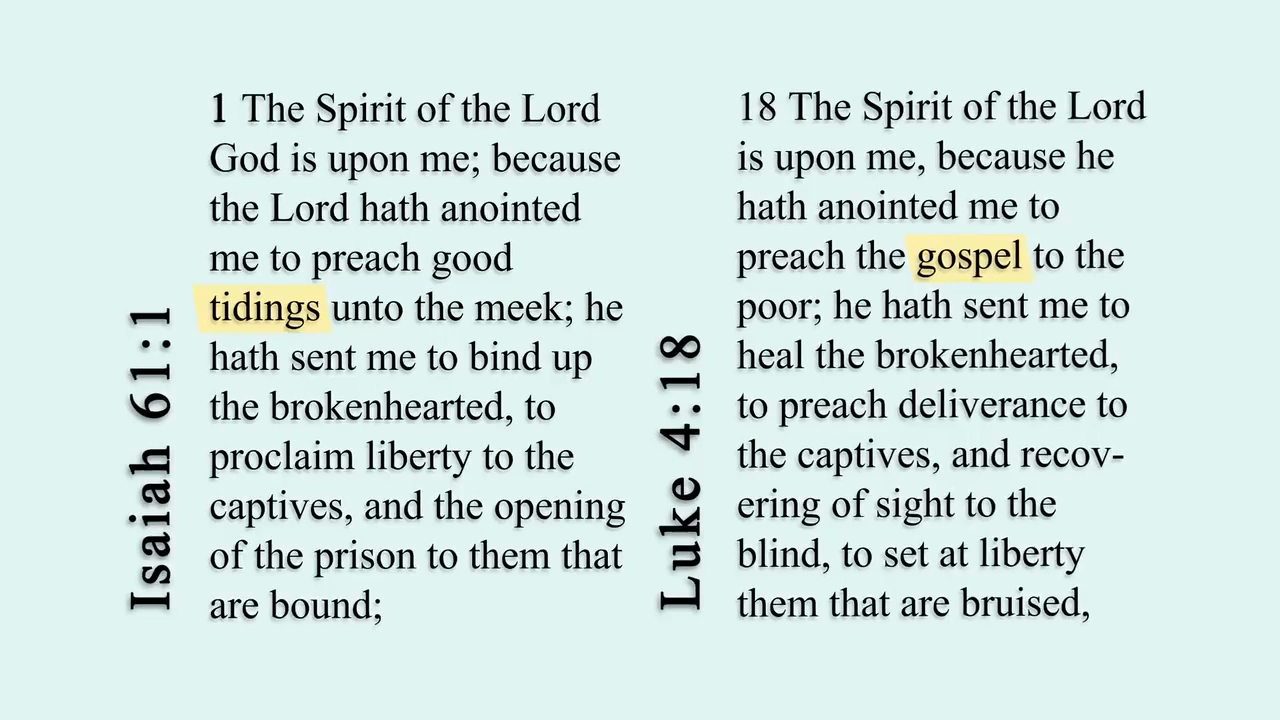 Isaiah 61:1
1 The Spirit of the Lord
God is upon me; because
the Lord hath anointed
me to preach good
tidings unto the meek; he
hath sent me to bind up
the brokenhearted, to
proclaim liberty to the
captives, and the opening
of the prison to them that
are bound;
Luke 4:18
18 The Spirit of the Lord
is upon me, because he
hath anointed me to
preach the gospel to the
poor; he hath sent me to
heal the brokenhearted,
to preach deliverance to
the captives, and recov-
ering of sight to the
blind, to set at liberty
them that are bruised,